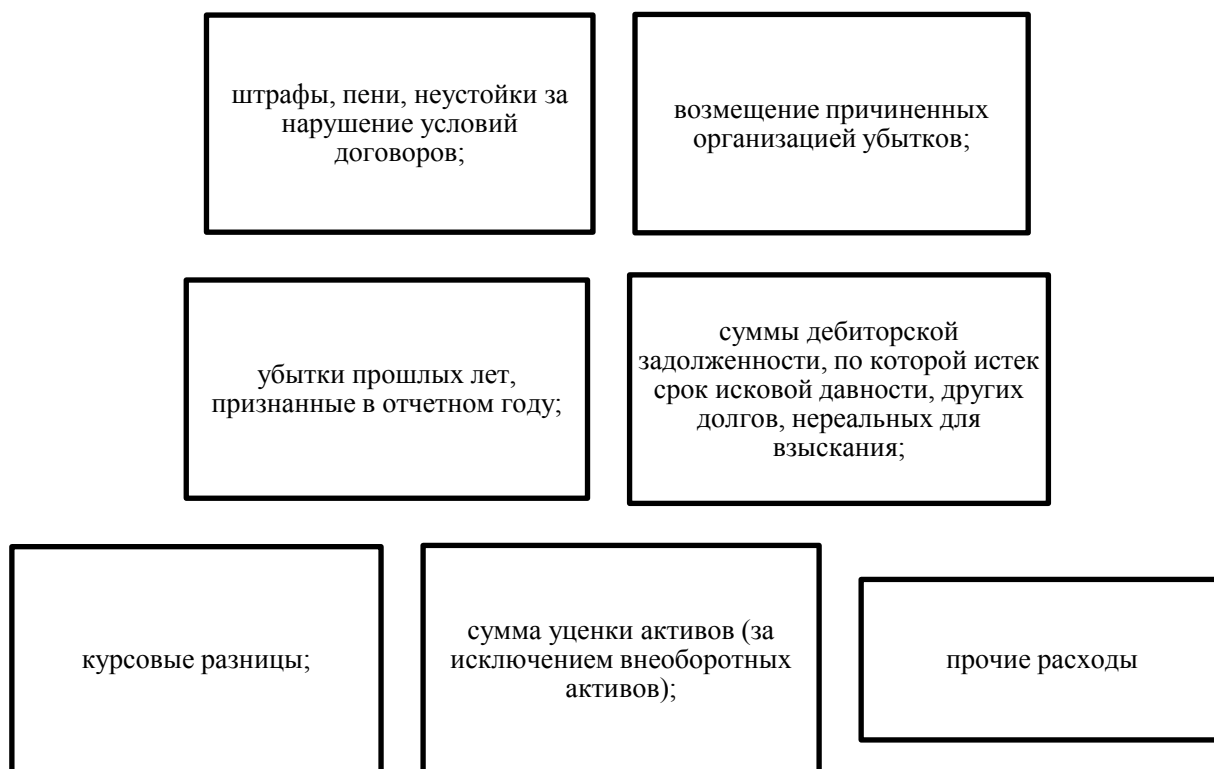 штрафы, пени, неустойки за
нарушение условий
договоров;
возмещение причиненных
организацией убытков;
убытки прошлых лет,
признанные в отчетном году;
суммы дебиторской
задолженности, по которой истек
срок исковой давности, других
долгов, нереальных для
взыскания;
курсовые разницы;
сумма уценки активов (за
исключением внеоборотных
активов);
прочие расходы